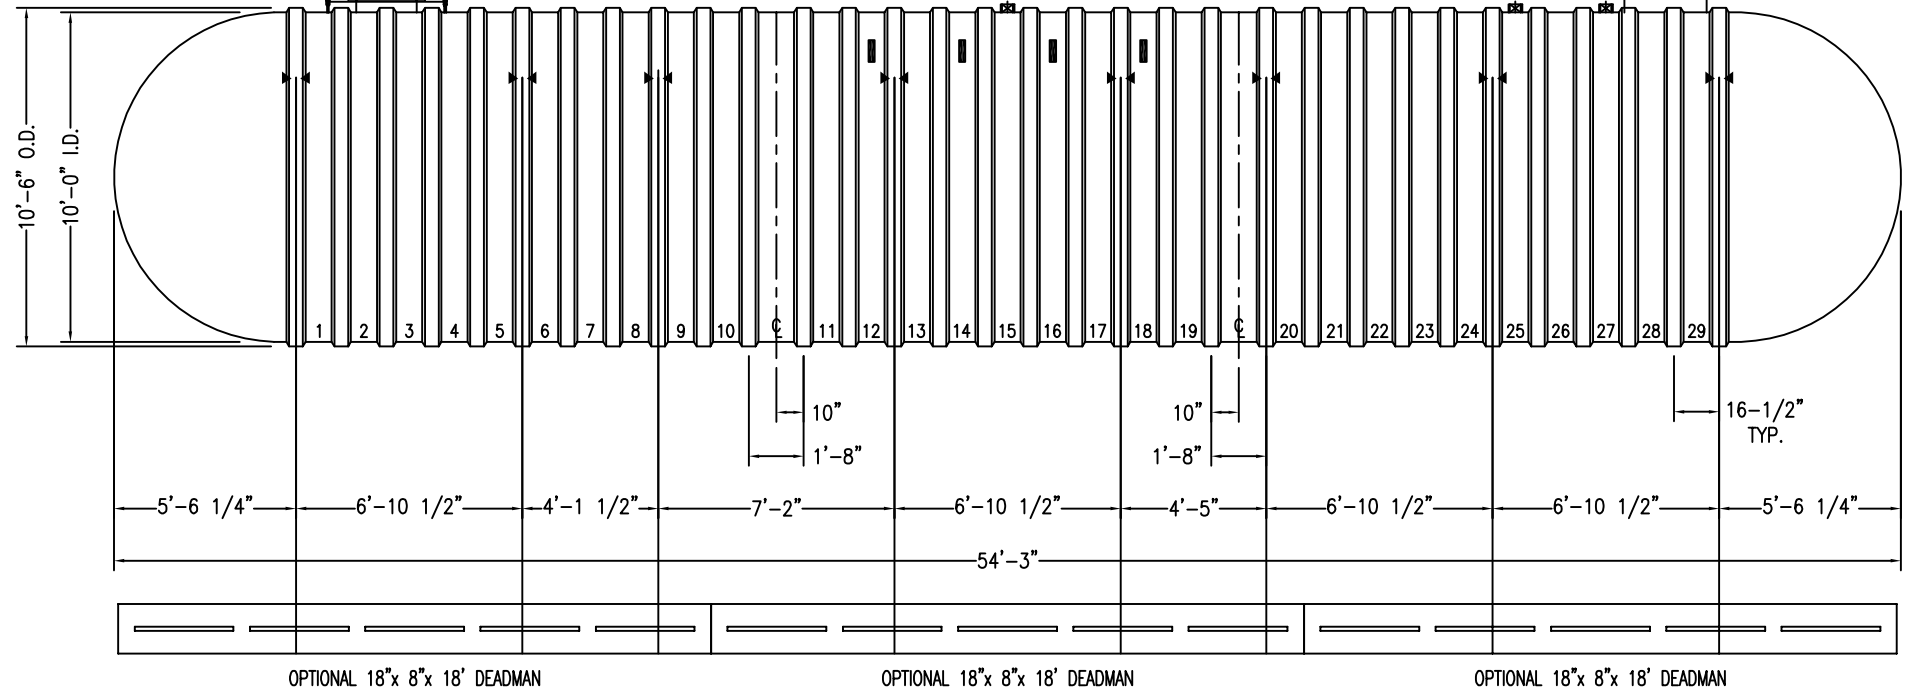 10'-6" O.D.
10'-0" I.D.
1 2 3 4 5 6 7 8 9 10 ℄ 11 12 13 14 15 16 17 18 19 ℄ 20 21 22 23 24 25 26 27 28 29
10" 10" 16-1/2"
TYP.
1'-8" 1'-8"
5'-6 1/4" 6'-10 1/2" 4'-1 1/2" 7'-2" 6'-10 1/2" 4'-5" 6'-10 1/2" 6'-10 1/2" 5'-6 1/4"
54'-3"
OPTIONAL 18"x 8"x 18' DEADMAN OPTIONAL 18"x 8"x 18' DEADMAN OPTIONAL 18"x 8"x 18' DEADMAN